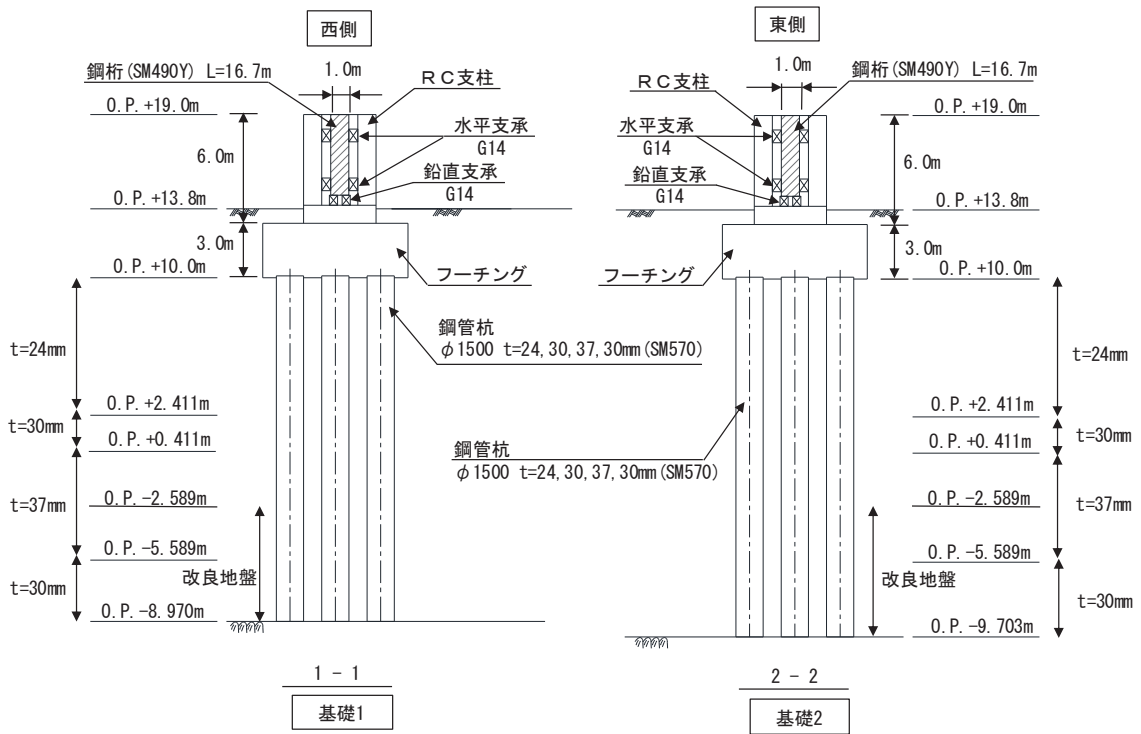 西側
鋼桁(SM490Y) L=16.7m
1.0m
RC支柱
O.P. +19.0m
水平支承
G14
6.0m
鉛直支承
G14
O.P. +13.8m
3.0m
O.P. +10.0m
フーチング
鋼管杭
φ1500 t=24,30,37,30mm(SM570)
t=24mm
O.P. +2.411m
t=30mm
O.P. +0.411m
t=37mm
O.P. -2.589m
O.P. -5.589m
改良地盤
t=30mm
O.P. -8.970m
1 - 1
基礎1
東側
1.0m
鋼桁(SM490Y) L=16.7m
RC支柱
O.P. +19.0m
水平支承
G14
6.0m
鉛直支承
G14
O.P. +13.8m
3.0m
フーチング
O.P. +10.0m
t=24mm
O.P. +2.411m
t=30mm
O.P. +0.411m
鋼管杭
φ1500 t=24,30,37,30mm(SM570)
O.P. -2.589m
t=37mm
O.P. -5.589m
改良地盤
t=30mm
O.P. -9.703m
2 - 2
基礎2